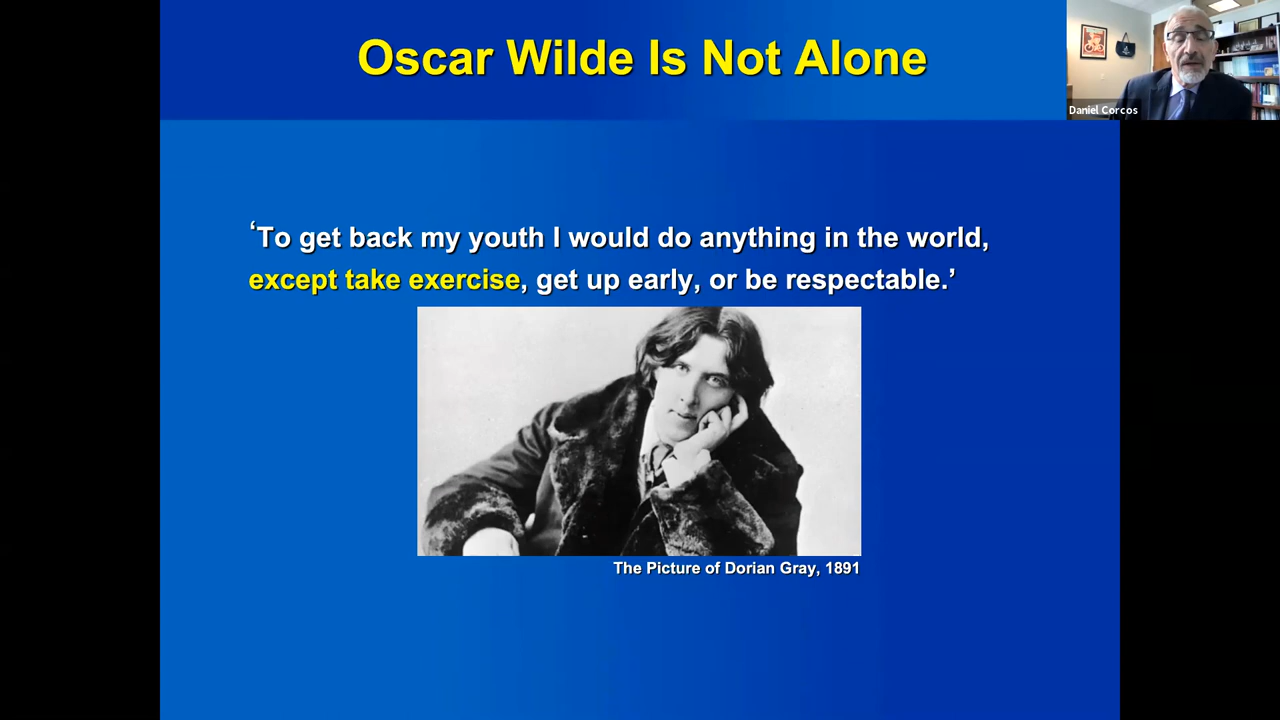 Oscar Wilde Is Not Alone
Daniel Corcos
‘To get back my youth I would do anything in the world,
except take exercise, get up early, or be respectable.’
The Picture of Dorian Gray, 1891